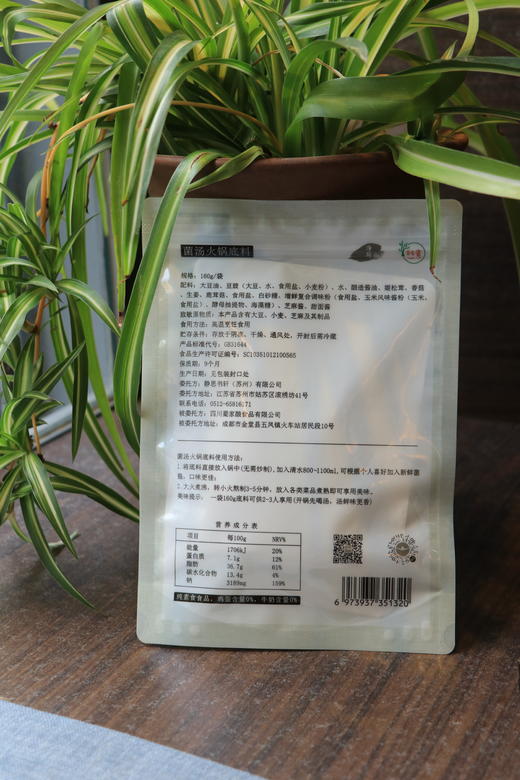 菌汤火锅底料
规格：160g/袋
配料：大豆油、豆豉（大豆、水、食用盐、小麦粉）、水、酿造酱油、姬松茸、香菇
、生姜、鹿茸菇、食用盐、白砂糖、增鲜复合调味粉（食用盐、玉米风味酱粉（玉米、
食用盐）、酵母抽提物、海藻糖）、芝麻酱、甜面酱
致敏源物质：本产品含有大豆、小麦、芝麻及其制品
食用方法：高温烹饪食用
贮存条件：存放于阴凉、干燥、通风处，开封后需冷藏
产品标准代号：GB31644
食品生产许可证编号：SC10351012100565
保质期：9个月
生产日期：见包装封口处
委托方：静思书轩（苏州）有限公司
委托方地址：江苏省苏州市姑苏区滚绣坊41号
联系电话：0512-65816171
被委托方：四川蜀家酿食品有限公司
被委托方地址：成都市金堂县五凤镇火车站居民段10号
菌汤火锅底料使用方法：
1.将底料直接放入锅中(无需炒制)，加入清水800-1100ml，可根据个人喜好加入新鲜菌
菇，口味更佳；
2.大火煮沸，转小火熬制3-5分钟，放入各类菜品煮熟即可享用美味。
美味提示： 一袋160g底料可供2-3人享用(开锅先喝汤，汤鲜味更香)
营养成分表
项目 每100g NRV%
能量 1706kJ 20%
蛋白质 7.1g 12%
脂肪 36.7g 61%
碳水化合物 13.4g 4%
钠 3189mg 159%
纯素食食品，鸡蛋含量0%，牛奶含量0%
6 973937 351320